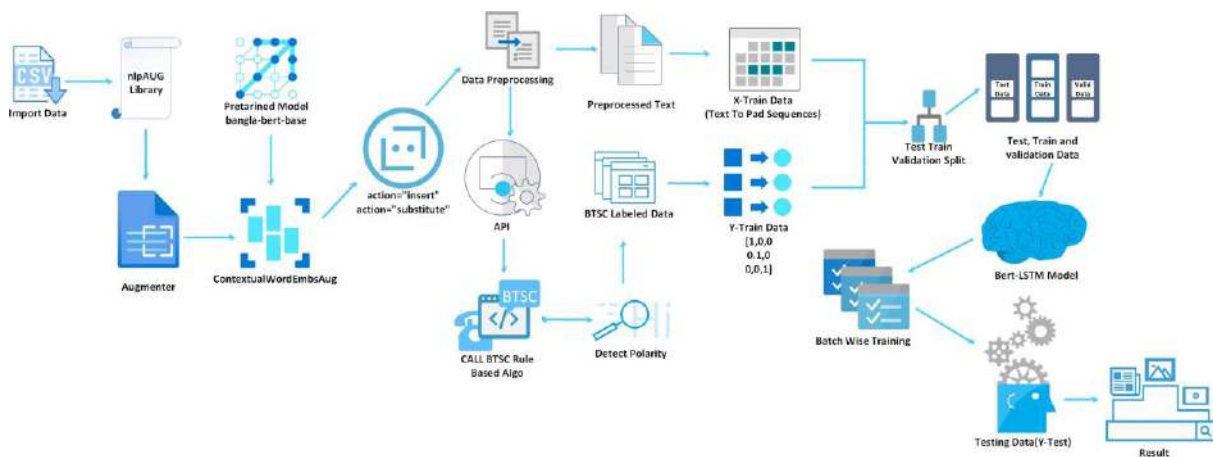 CSV
Import Data
nlpAUG
Library
Pretarined Model
bangla-bert-base
Augmenter
ContextualWordEmbsAug
action="insert"
action="substitute"
Data Preprocessing
Preprocessed Text
X-Train Data
(Text To Pad Sequences)
API
BTSC
CALL BTSC Rule
Based Algo
Hi
Detect Polarity
BTSC Labeled Data
Y-Train Data
[1,0,0
0.1,0
0,0,1]
Test Train
Validation Split
Test
Data
Train
Data
Valid
Data
Test, Train and
validation Data
Bert-LSTM Model
Batch Wise Training
Testing Data(Y-Test)
Result